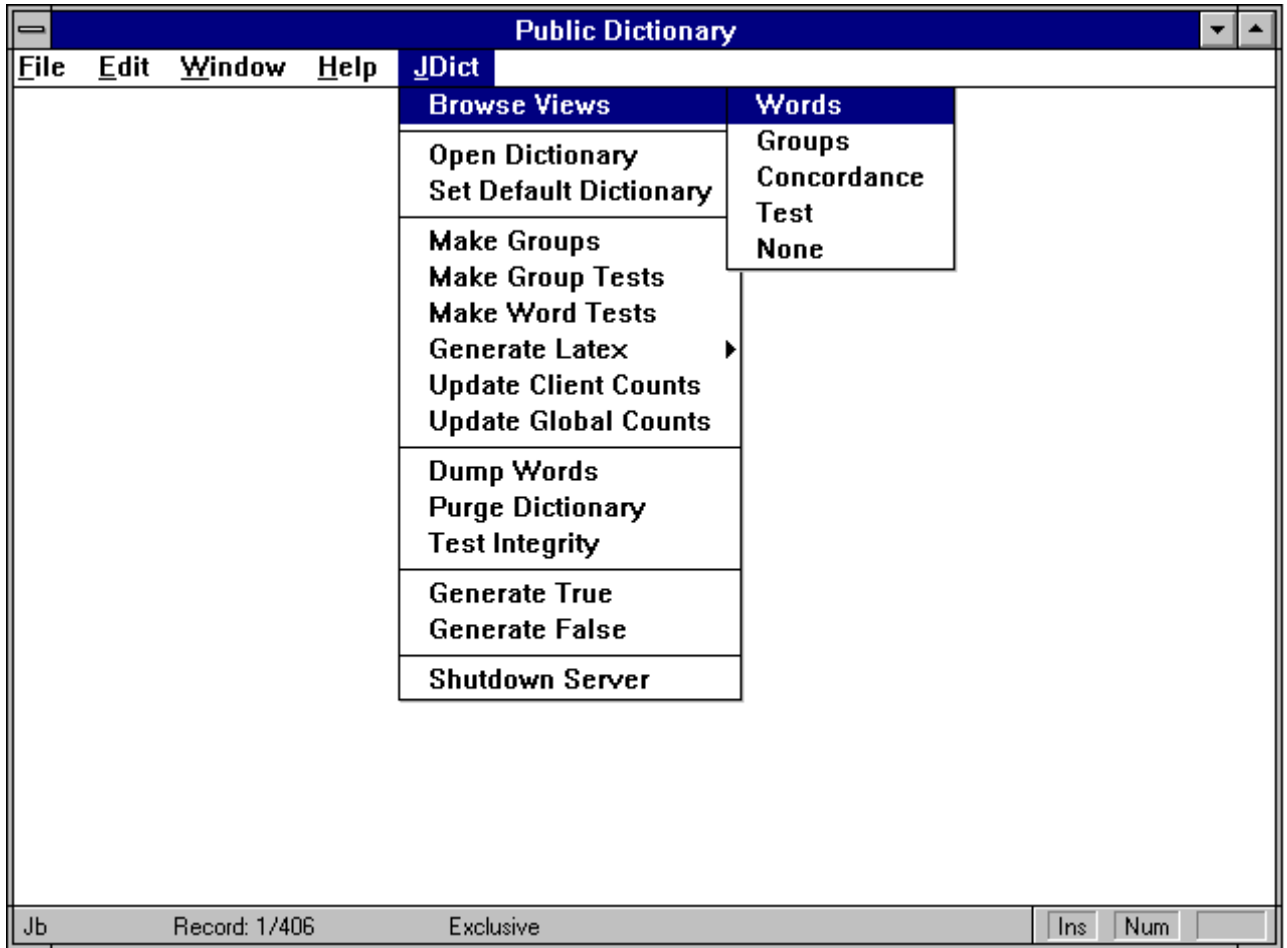 Public Dictionary
File Edit Window Help JDict
Browse Views
Words
Groups
Concordance
Test
None
Open Dictionary
Set Default Dictionary
Make Groups
Make Group Tests
Make Word Tests
Generate Latex
Update Client Counts
Update Global Counts
Dump Words
Purge Dictionary
Test Integrity
Generate True
Generate False
Shutdown Server
Jb Record: 1/406 Exclusive Ins Num